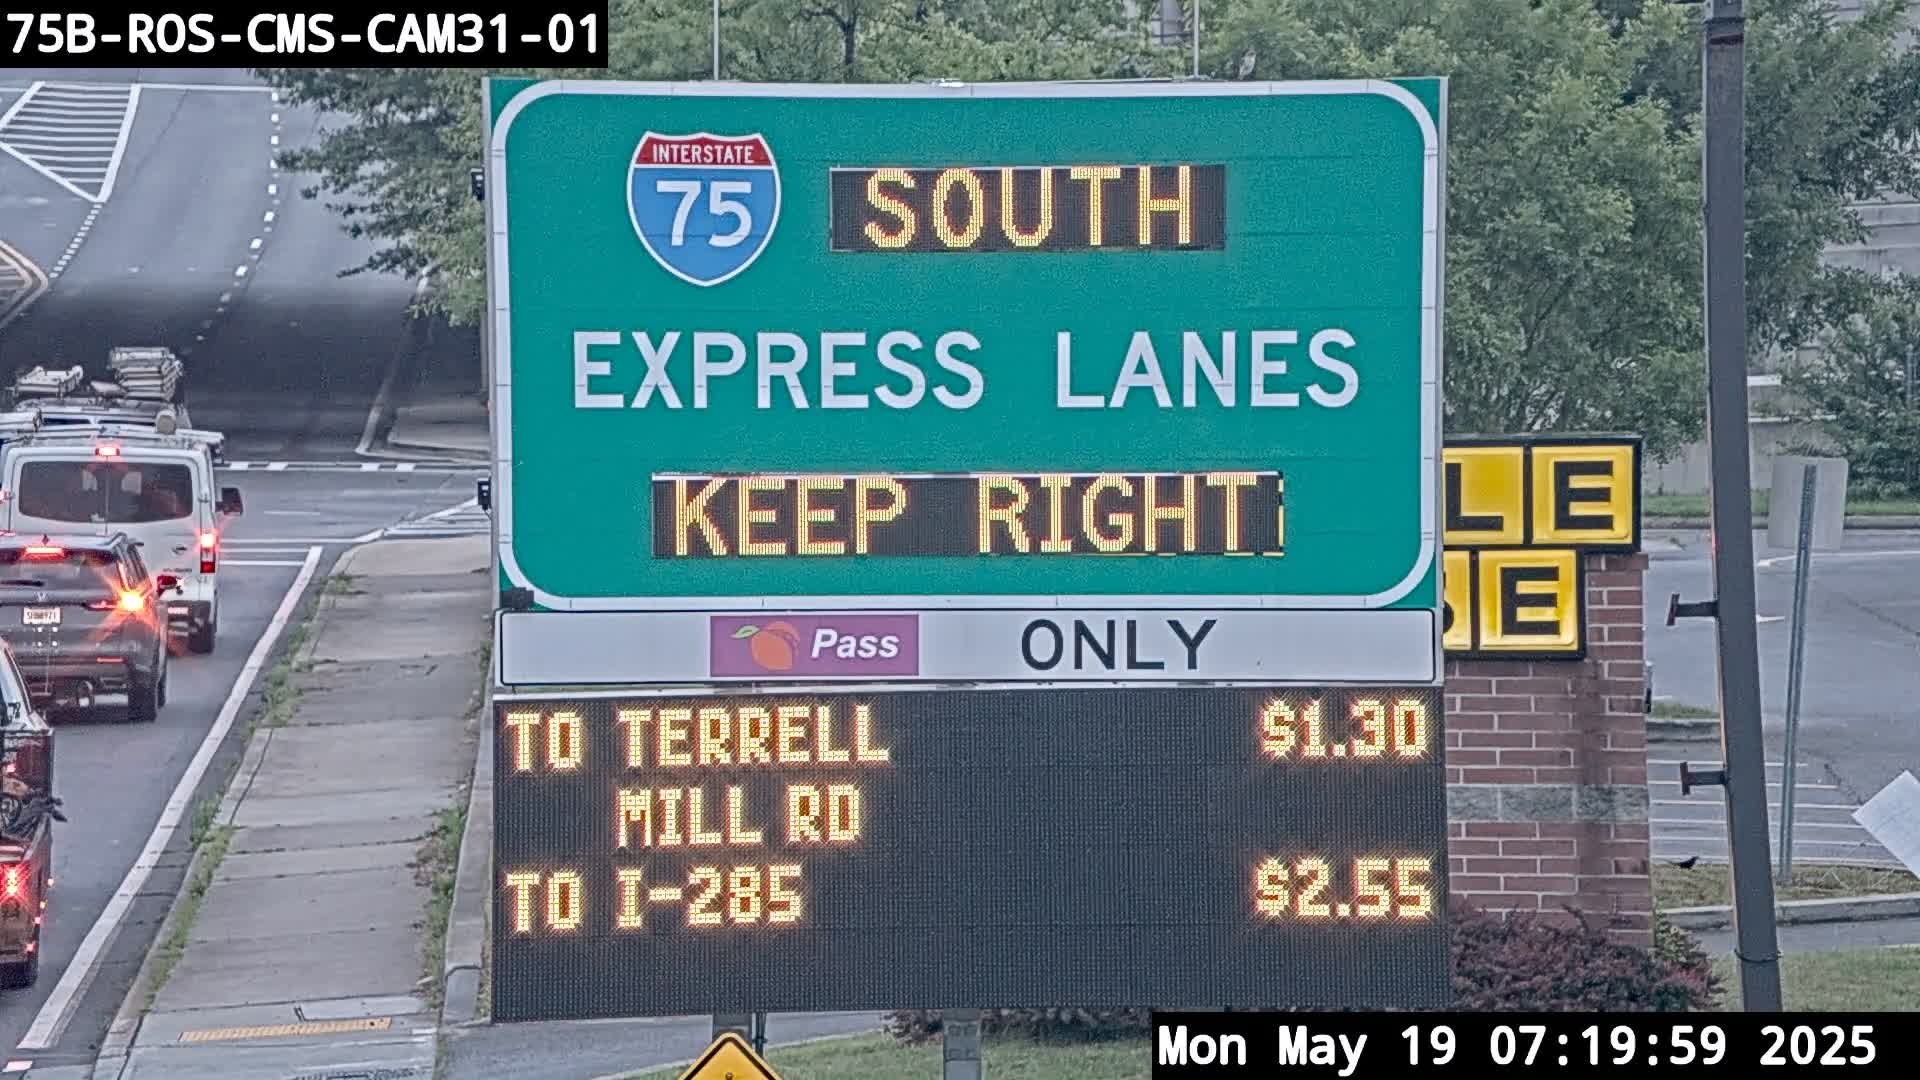 75B-ROS-CMS-CAM31-01
INTERSTATE
75
SOUTH
EXPRESS LANES
KEEP RIGHT
LE
E
Pass ONLY
TO TERRELL $1.30
MILL RD
TO I-285 $2.55
Mon May 19 07:19:59 2025